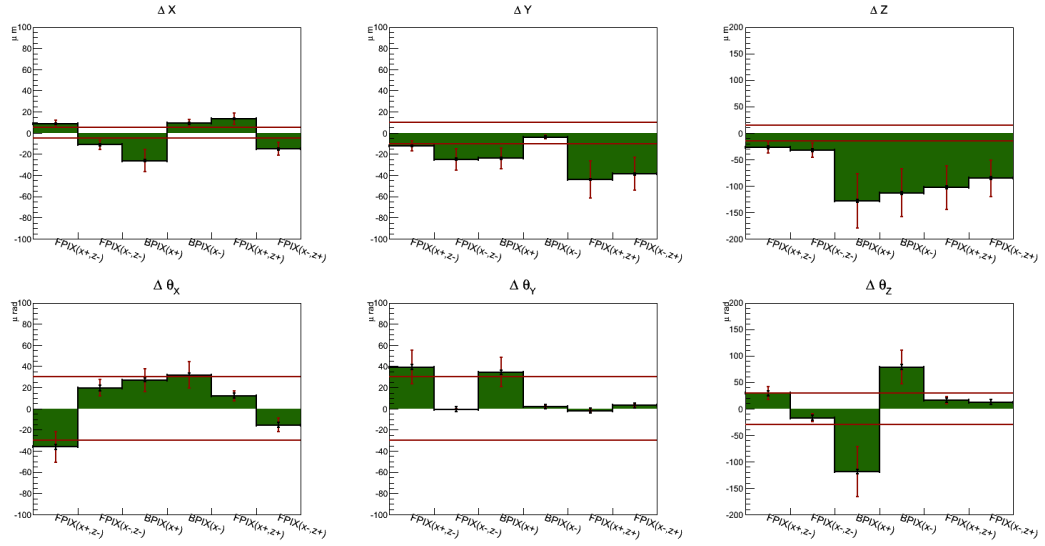 Δ X
μ m
100
80
60
40
20
0
-20
-40
-60
-80
-100
FPIX(x+,z-)
FPIX(x-,z-)
BPIX(x+)
BPIX(x-)
FPIX(x+,z+)
FPIX(x-,z+)
Δ Y
μ m
100
80
60
40
20
0
-20
-40
-60
-80
-100
FPIX(x+,z-)
FPIX(x-,z-)
BPIX(x+)
BPIX(x-)
FPIX(x+,z+)
FPIX(x-,z+)
Δ Z
μ m
200
150
100
50
0
-50
-100
-150
-200
FPIX(x+,z-)
FPIX(x-,z-)
BPIX(x+)
BPIX(x-)
FPIX(x+,z+)
FPIX(x-,z+)
Δ θX
μ rad
100
80
60
40
20
0
-20
-40
-60
-80
-100
FPIX(x+,z-)
FPIX(x-,z-)
BPIX(x+)
BPIX(x-)
FPIX(x+,z+)
FPIX(x-,z+)
Δ θY
μ rad
100
80
60
40
20
0
-20
-40
-60
-80
-100
FPIX(x+,z-)
FPIX(x-,z-)
BPIX(x+)
BPIX(x-)
FPIX(x+,z+)
FPIX(x-,z+)
Δ θZ
μ rad
200
150
100
50
0
-50
-100
-150
-200
FPIX(x+,z-)
FPIX(x-,z-)
BPIX(x+)
BPIX(x-)
FPIX(x+,z+)
FPIX(x-,z+)